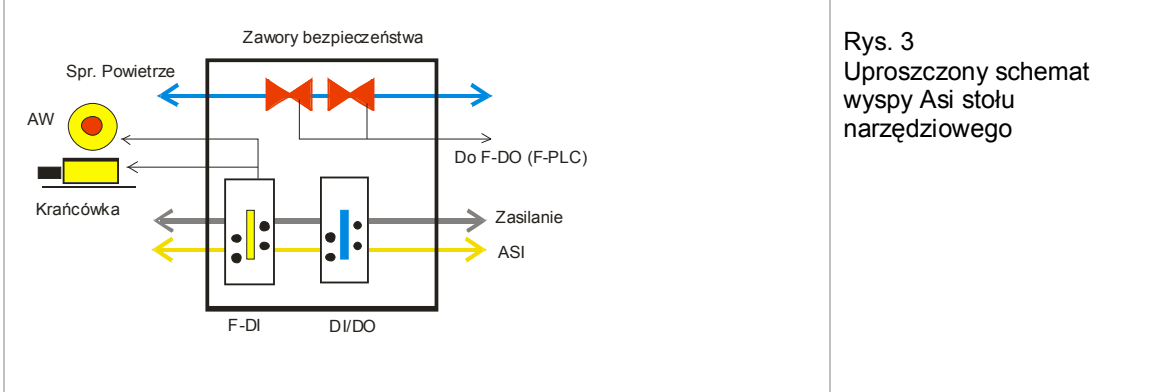 Zawory bezpieczeństwa
Spr. Powietrze
AW
Do F-DO (F-PLC)
Krańcówka
Zasilanie
ASI
F-DI
DI/DO
Rys. 3
Uproszczony schemat
wyspy Asi stołu
narzędziowego